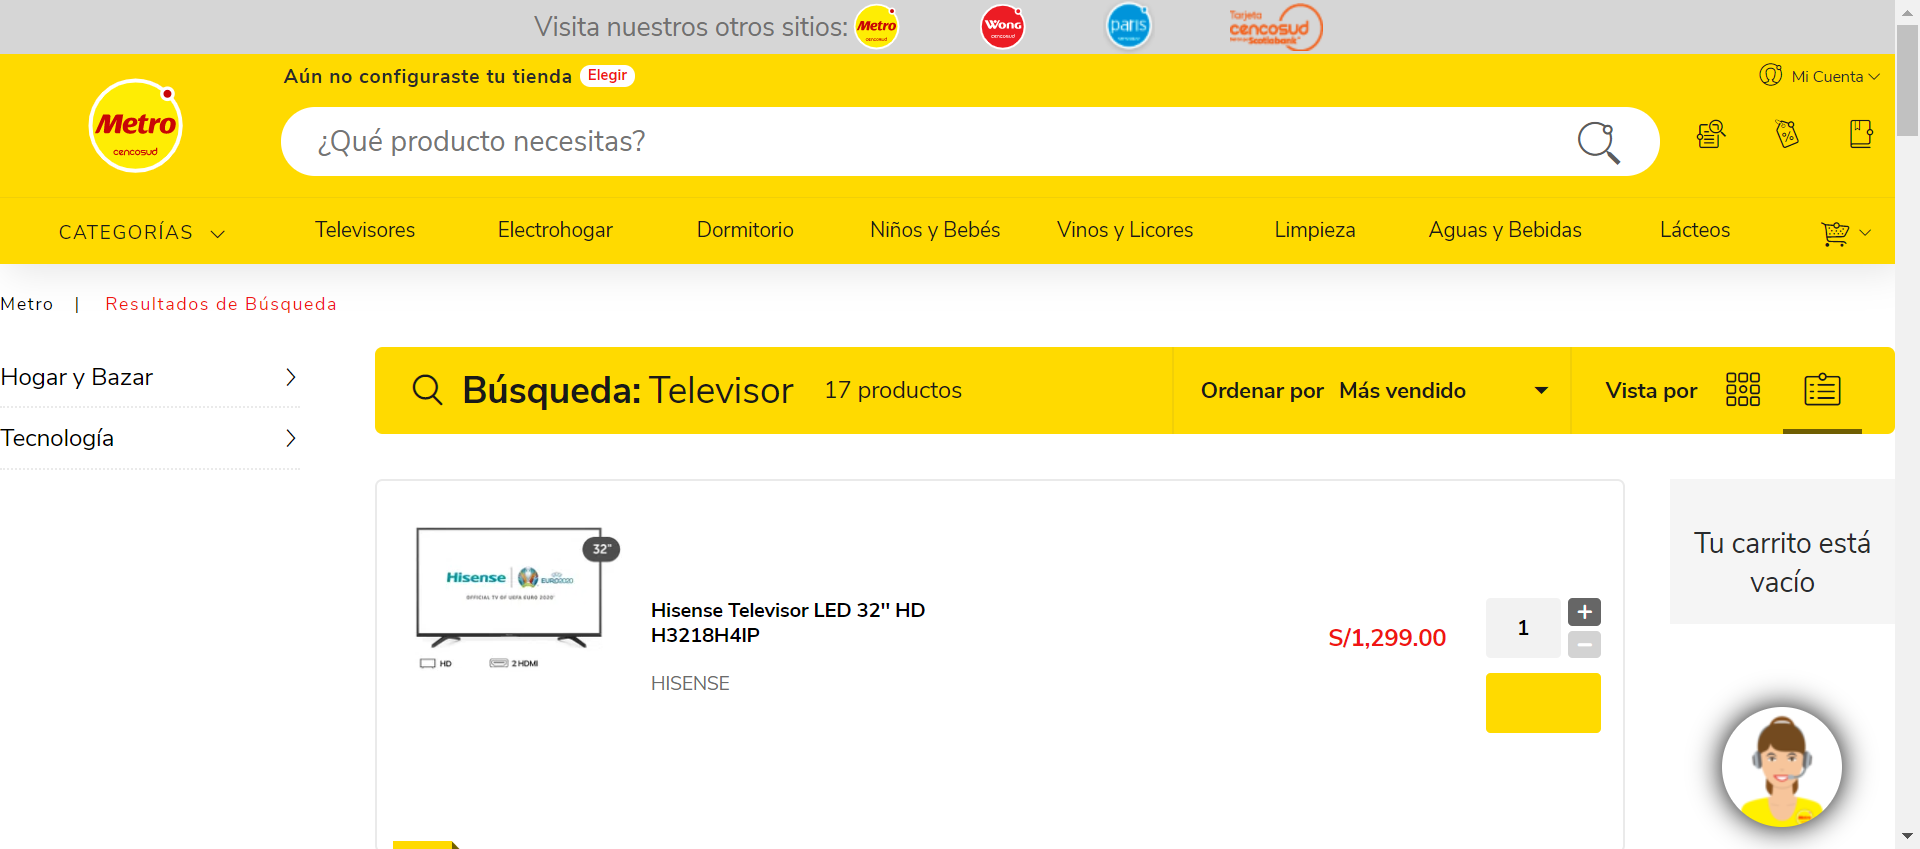 Visita nuestros otros sitios:
Metro
cencosud
Wong
cencosud
paris
Tarjeta
cencosud
Scotiabank
Aún no configuraste tu tienda Elegir
Mi Cuenta
Metro
cencosud
¿Qué producto necesitas?
CATEGORÍAS
Televisores
Electrohogar
Dormitorio
Niños y Bebés
Vinos y Licores
Limpieza
Aguas y Bebidas
Lácteos
Metro | Resultados de Búsqueda
Hogar y Bazar
Tecnología
Búsqueda: Televisor 17 productos
Ordenar por Más vendido
Vista por
32"
Hisense
EURO2020
OFFICIAL TV OF UEFA EURO 2020
HD
2 HDMI
Hisense Televisor LED 32'' HD
H3218H4IP
HISENSE
S/1,299.00
1
Tu carrito está
vacío